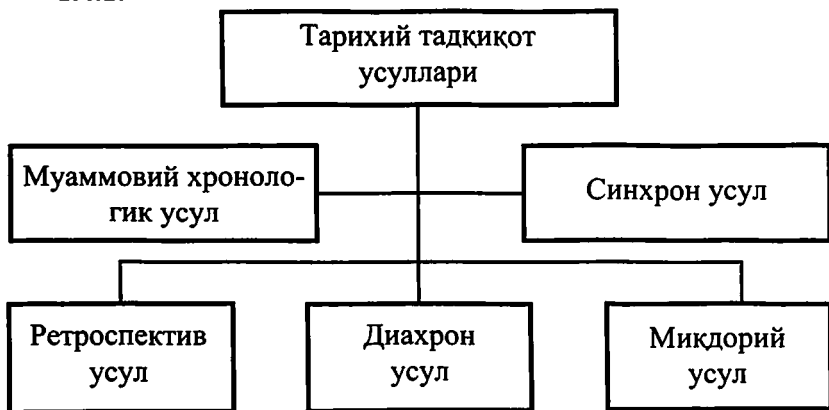 Тарихий тадқиқот
усуллари
Муаммовий хроноло-
гик усул
Синхрон усул
Ретроспектив
усул
Диахрон
усул
Миқдорий
усул